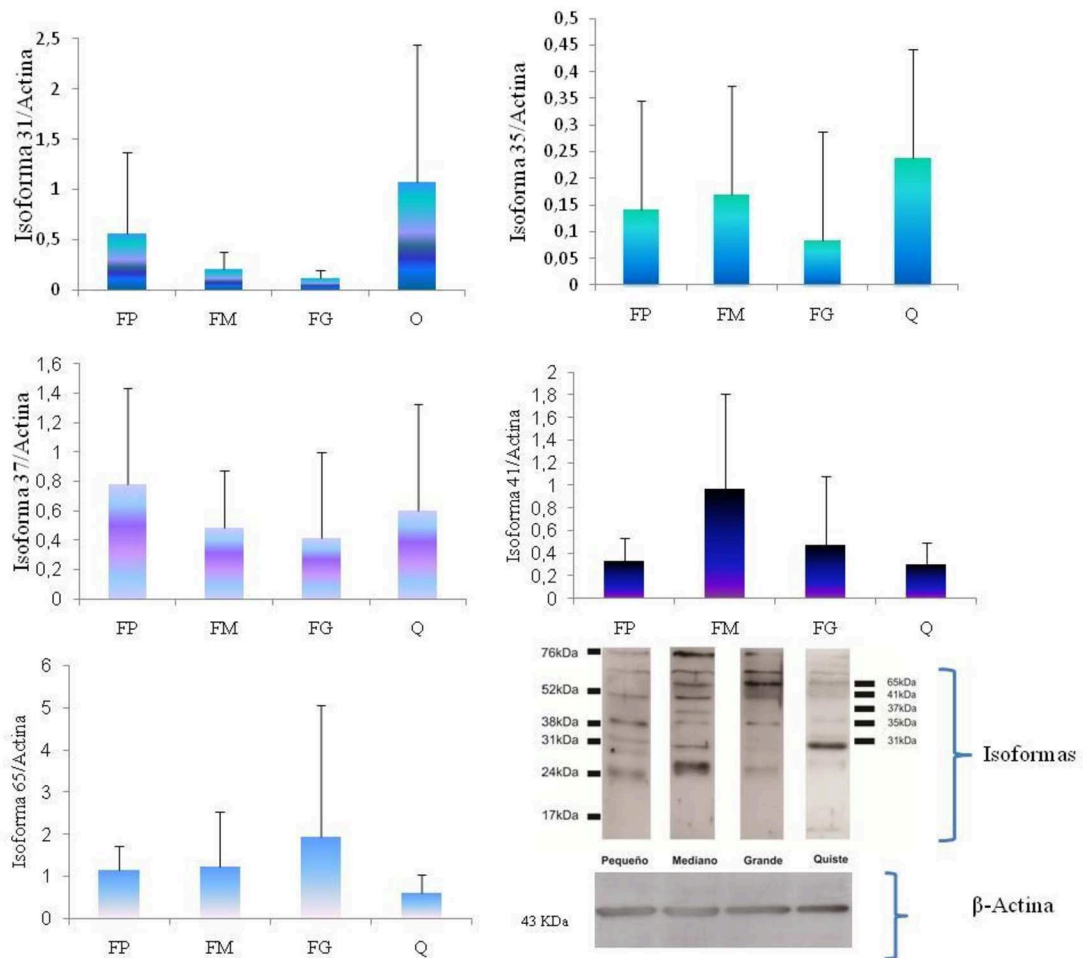 Isoforma 31/Actina
2,5
2
1,5
1
0,5
0
FP FM FG Q
Isoforma 35/Actina
0,5
0,45
0,4
0,35
0,3
0,25
0,2
0,15
0,1
0,05
0
FP FM FG Q
Isoforma 37/Actina
1,6
1,4
1,2
1
0,8
0,6
0,4
0,2
0
FP FM FG Q
Isoforma 41/Actina
2
1,8
1,6
1,4
1,2
1
0,8
0,6
0,4
0,2
0
FP FM FG Q
Isoforma 65/Actina
6
5
4
3
2
1
0
FP FM FG Q
76kDa
52kDa
38kDa
31kDa
24kDa
17kDa
65kDa
41kDa
37kDa
35kDa
31kDa
Isoformas
Pequeño Mediano Grande Quiste
43 KDa
β-Actina